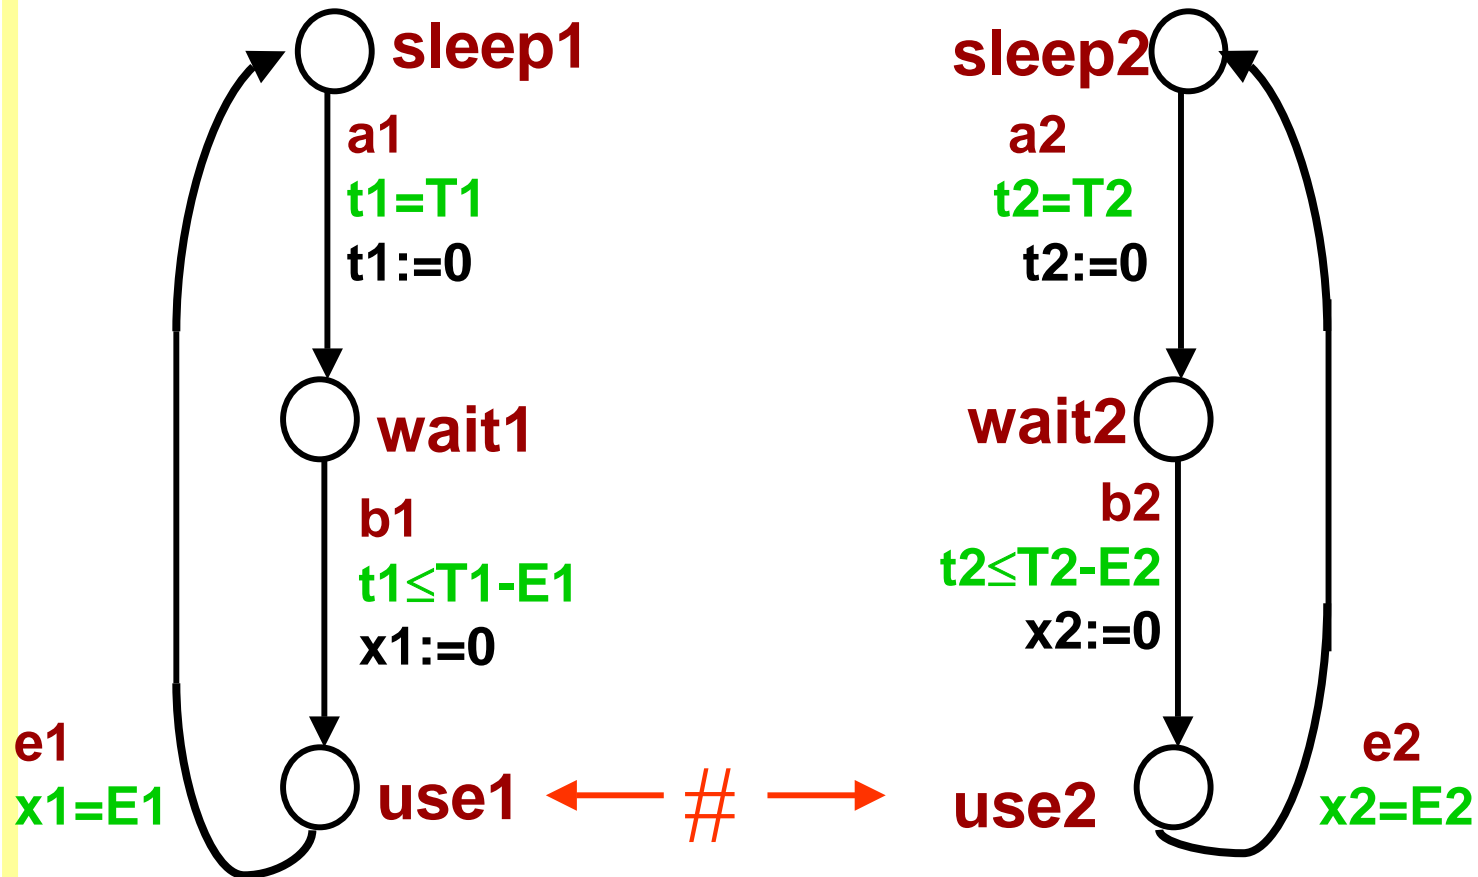 sleep1
a1
t1=T1
t1:=0
wait1
b1
t1≤T1-E1
x1:=0
e1
x1=E1
use1
#
sleep2
a2
t2=T2
t2:=0
wait2
b2
t2≤T2-E2
x2:=0
use2
e2
x2=E2